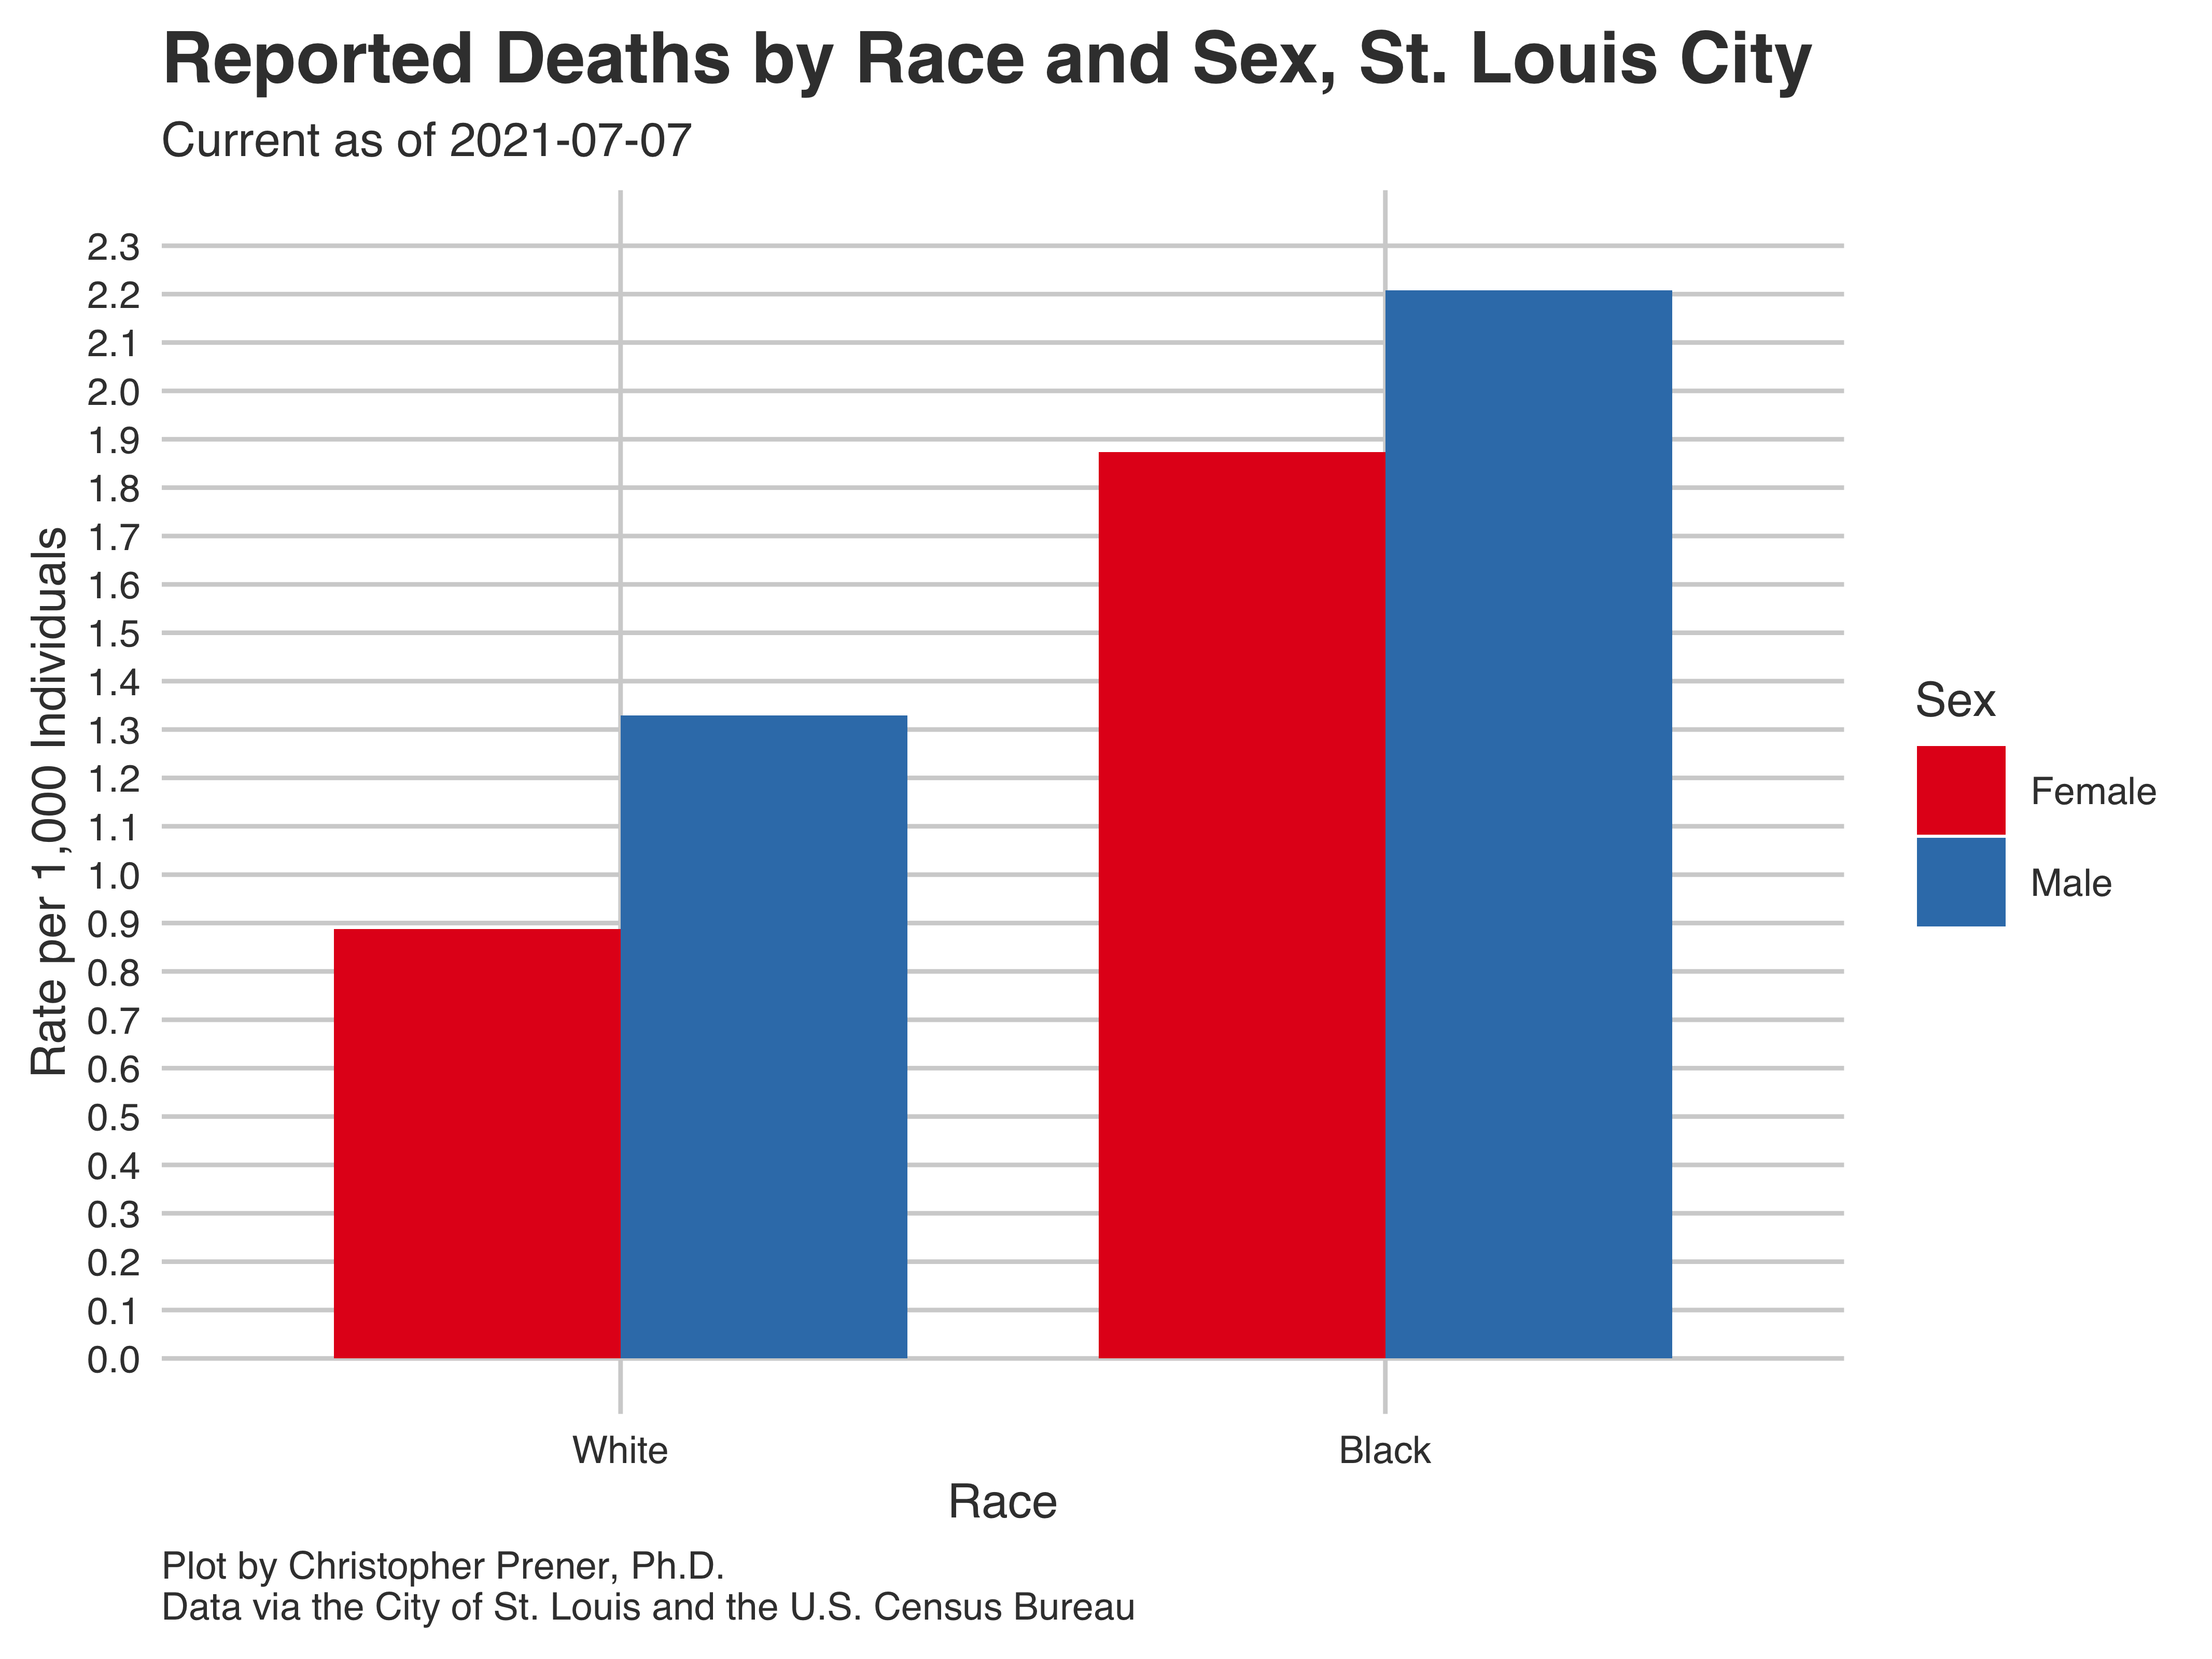 Reported Deaths by Race and Sex, St. Louis City
Current as of 2021-07-07
Rate per 1,000 Individuals
2.3
2.2
2.1
2.0
1.9
1.8
1.7
1.6
1.5
1.4
1.3
1.2
1.1
1.0
0.9
0.8
0.7
0.6
0.5
0.4
0.3
0.2
0.1
0.0
White
Black
Race
Sex
Female
Male
Plot by Christopher Prener, Ph.D.
Data via the City of St. Louis and the U.S. Census Bureau